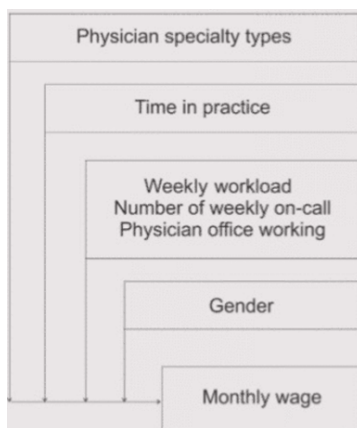 Physician specialty types
Time in practice
Weekly workload
Number of weekly on-call
Physician office working
Gender
Monthly wage